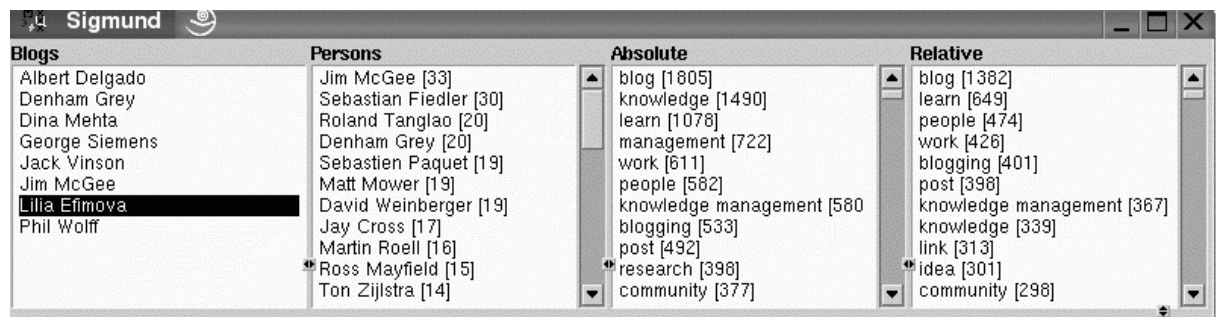 Sigmund
Blogs
Albert Delgado
Denham Grey
Dina Mehta
George Siemens
Jack Vinson
Jim McGee
Lilia Efimova
Phil Wolff
Persons
Jim McGee [33]
Sebastian Fiedler [30]
Roland Tanglao [20]
Denham Grey [20]
Sebastien Paquet [19]
Matt Mower [19]
David Weinberger [19]
Jay Cross [17]
Martin Roell [16]
Ross Mayfield [15]
Ton Zijlstra [14]
Absolute
blog [1805]
knowledge [1490]
learn [1078]
management [722]
work [611]
people [582]
knowledge management [580
blogging [533]
post [492]
research [398]
community [377]
Relative
blog [1382]
learn [649]
people [474]
work [426]
blogging [401]
post [398]
knowledge management [367]
knowledge [339]
link [313]
idea [301]
community [298]